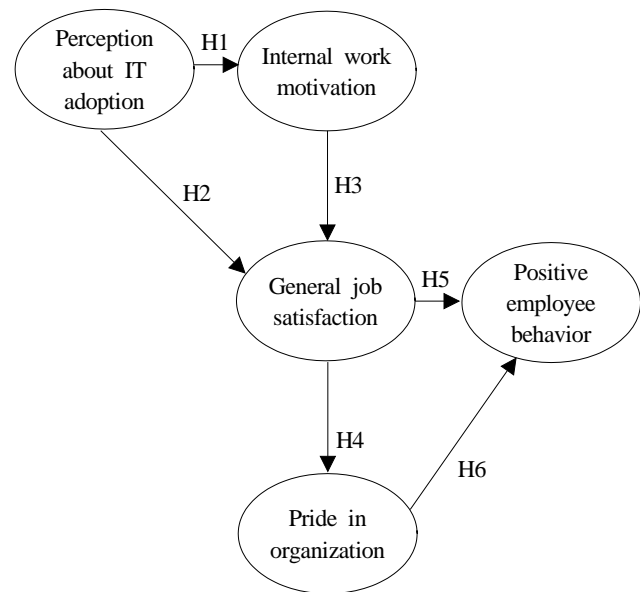 Perception
about IT
adoption
H1
Internal work
motivation
H2
H3
General job
satisfaction
H5
Positive
employee
behavior
H4
H6
Pride in
organization